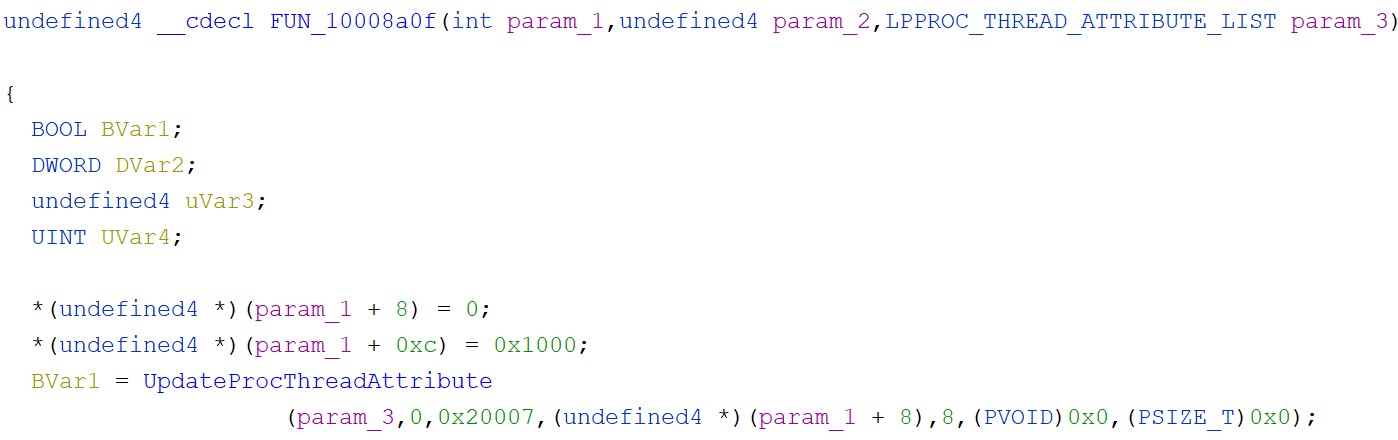 undefined4 __cdecl FUN_10008a0f(int param_1,undefined4 param_2,LPPROC_THREAD_ATTRIBUTE_LIST param_3)
{
BOOL BVar1;
DWORD DVar2;
undefined4 uVar3;
UINT UVar4;
*(undefined4 *)(param_1 + 8) = 0;
*(undefined4 *)(param_1 + 0xc) = 0x1000;
BVar1 = UpdateProcThreadAttribute
(param_3,0,0x20007,(undefined4 *)(param_1 + 8),8,(PVOID)0x0,(PSIZE_T)0x0);